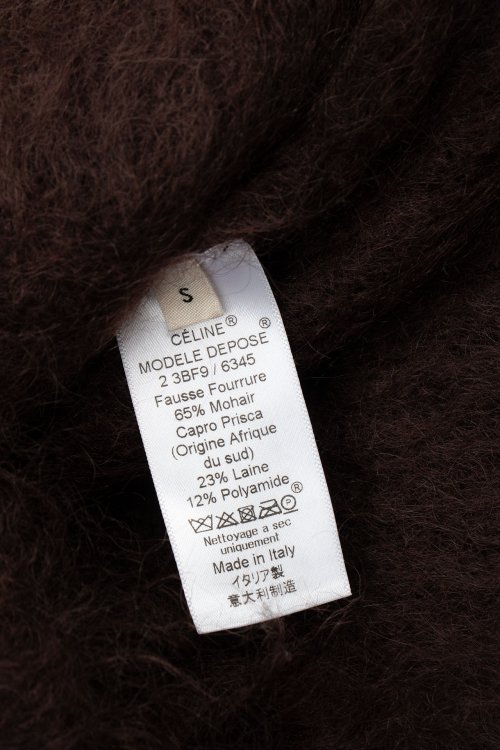 S
CÉLINE®
MODELE DEPOSE ®
2 3BF9 / 6345
Fausse Fourrure
65% Mohair
Capro Prisca
(Origine Afrique
du sud)
23% Laine
12% Polyamide ®
P
Nettoyage a sec
uniquement
Made in Italy
イタリア製
意大利制造